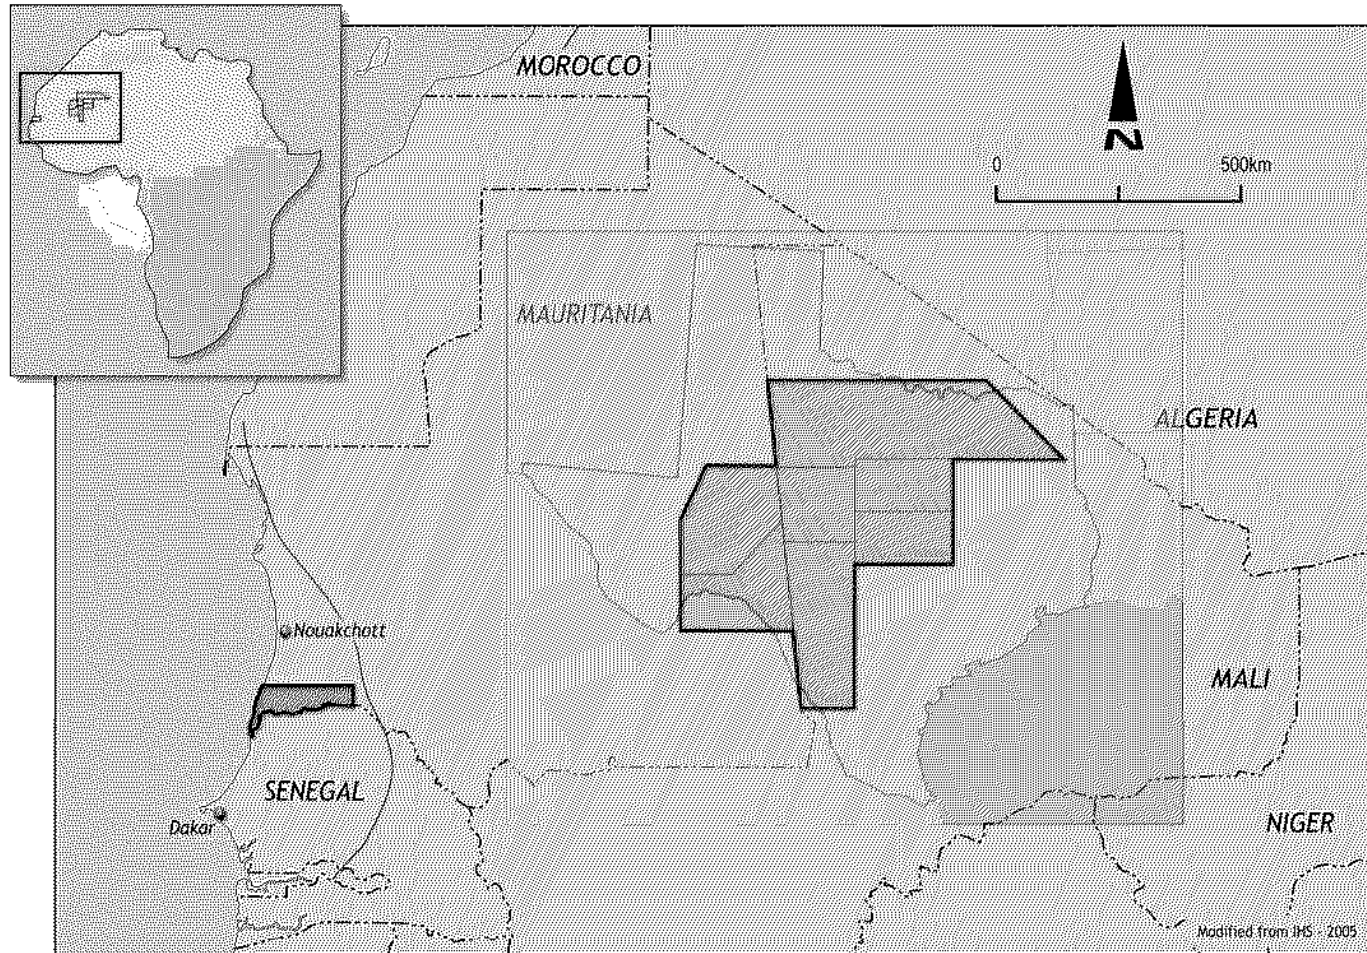 MOROCCO
N
0
500km
MAURITANIA
ALGERIA
Nouakchott
MALI
SENEGAL
Dakar
NIGER
Modified from IHS - 2005